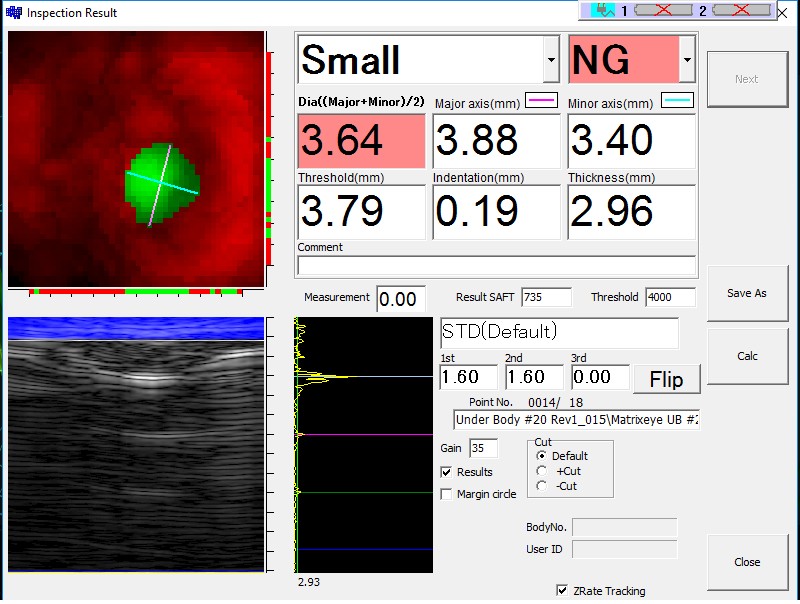 Inspection Result
1
2
Small
NG
Next
Dia((Major+Minor)/2)
Major axis(mm)
Minor axis(mm)
3.64
3.88
3.40
Threshold(mm)
Indentation(mm)
Thickness(mm)
3.79
0.19
2.96
Comment
Measurement
0.00
Result SAFT
735
Threshold
4000
Save As
STD(Default)
1st
2nd
3rd
1.60
1.60
0.00
Flip
Calc
Point No.
0014/ 18
Under Body #20 Rev1_015\Matrixeye UB #2
Gain
35
Cut
Default
Results
+Cut
Margin circle
-Cut
BodyNo.
User ID
Close
2.93
ZRate Tracking